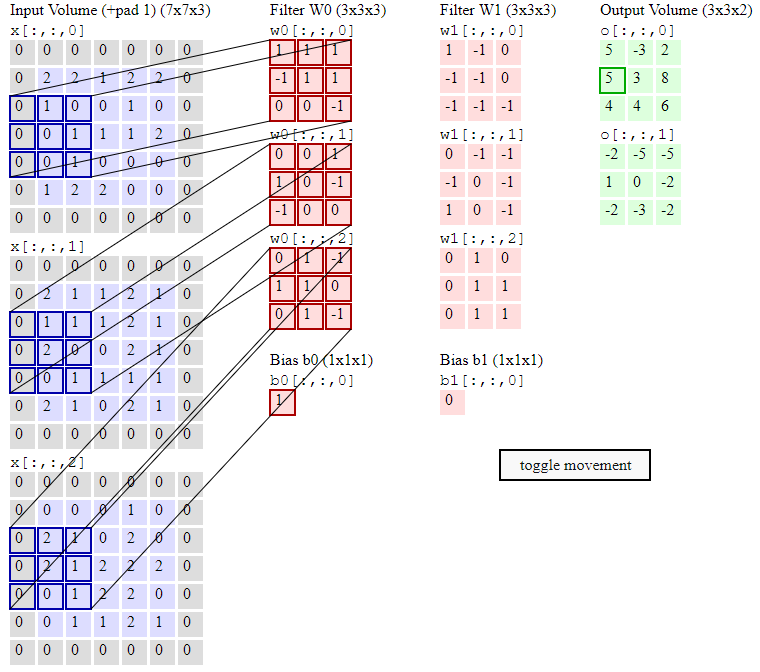 Input Volume (+pad 1) (7x7x3)
x[:,:,0]
0 0 0 0 0 0 0
0 2 2 1 2 2 0
0 1 0 0 1 0 0
0 0 1 1 1 2 0
0 0 1 0 0 0 0
0 1 2 2 0 0 0
0 0 0 0 0 0 0
x[:,:,1]
0 0 0 0 0 0 0
0 2 1 1 2 1 0
0 1 1 1 2 1 0
0 2 0 0 2 1 0
0 0 1 1 1 1 0
0 2 1 0 2 1 0
0 0 0 0 0 0 0
x[:,:,2]
0 0 0 0 0 0 0
0 0 0 0 1 0 0
0 2 1 0 2 0 0
0 2 1 2 2 2 0
0 0 1 2 2 0 0
0 0 1 1 2 1 0
0 0 0 0 0 0 0
Filter W0 (3x3x3)
w0[:,:,0]
1 1 1
-1 1 1
0 0 -1
w0[:,:,1]
0 0 1
1 0 -1
-1 0 0
w0[:,:,2]
0 1 -1
1 1 0
0 1 -1
Bias b0 (1x1x1)
b0[:,:,0]
1
Filter W1 (3x3x3)
w1[:,:,0]
1 -1 0
-1 -1 0
-1 -1 -1
w1[:,:,1]
0 -1 -1
-1 0 -1
1 0 -1
w1[:,:,2]
0 1 0
0 1 1
0 1 1
Bias b1 (1x1x1)
b1[:,:,0]
0
Output Volume (3x3x2)
o[:,:,0]
5 -3 2
5 3 8
4 4 6
o[:,:,1]
-2 -5 -5
1 0 -2
-2 -3 -2
toggle movement